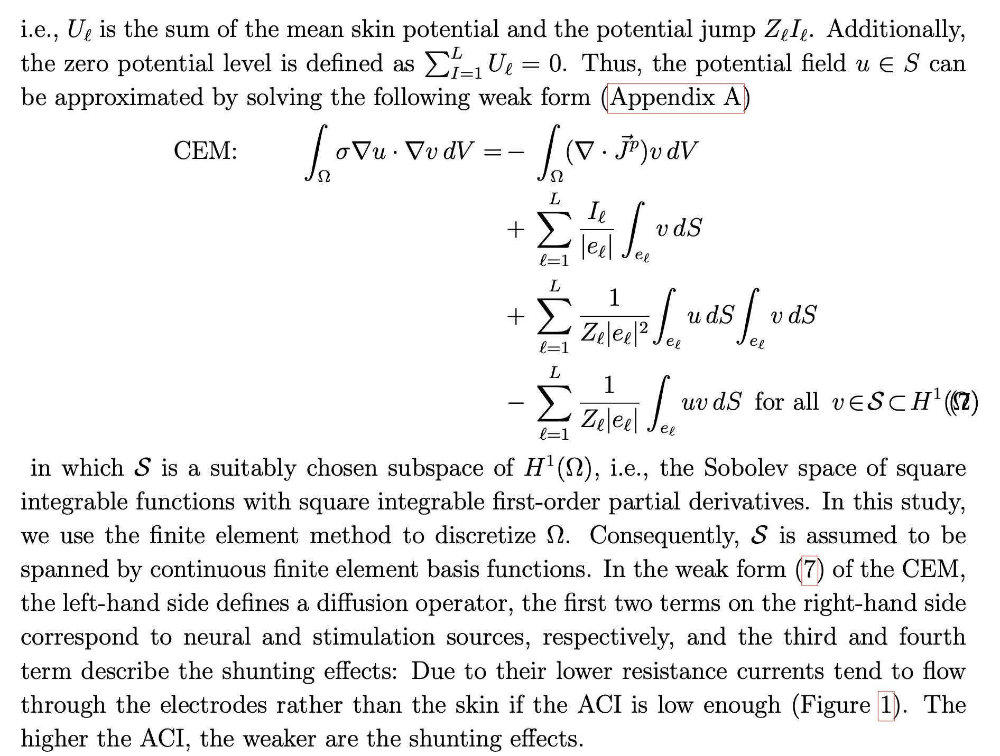 i.e., $U_\ell$ is the sum of the mean skin potential and the potential jump $Z_\ell I_\ell$. Additionally,
the zero potential level is defined as $\sum_{I=1}^{L} U_\ell = 0$. Thus, the potential field $u \in S$ can
be approximated by solving the following weak form (Appendix A)
CEM: $\int_\Omega \sigma \nabla u \cdot \nabla v \, dV = - \int_\Omega (\nabla \cdot \vec{J}^p) v \, dV$
$+ \sum_{\ell=1}^{L} \frac{I_\ell}{|e_\ell|} \int_{e_\ell} v \, dS$
$+ \sum_{\ell=1}^{L} \frac{1}{Z_\ell |e_\ell|^2} \int_{e_\ell} u \, dS \int_{e_\ell} v \, dS$
$- \sum_{\ell=1}^{L} \frac{1}{Z_\ell |e_\ell|} \int_{e_\ell} uv \, dS$ for all $v \in \mathcal{S} \subset H^1(\Omega)$ (7)
in which $\mathcal{S}$ is a suitably chosen subspace of $H^1(\Omega)$, i.e., the Sobolev space of square
integrable functions with square integrable first-order partial derivatives. In this study,
we use the finite element method to discretize $\Omega$. Consequently, $\mathcal{S}$ is assumed to be
spanned by continuous finite element basis functions. In the weak form (7) of the CEM,
the left-hand side defines a diffusion operator, the first two terms on the right-hand side
correspond to neural and stimulation sources, respectively, and the third and fourth
term describe the shunting effects: Due to their lower resistance currents tend to flow
through the electrodes rather than the skin if the ACI is low enough (Figure 1). The
higher the ACI, the weaker are the shunting effects.